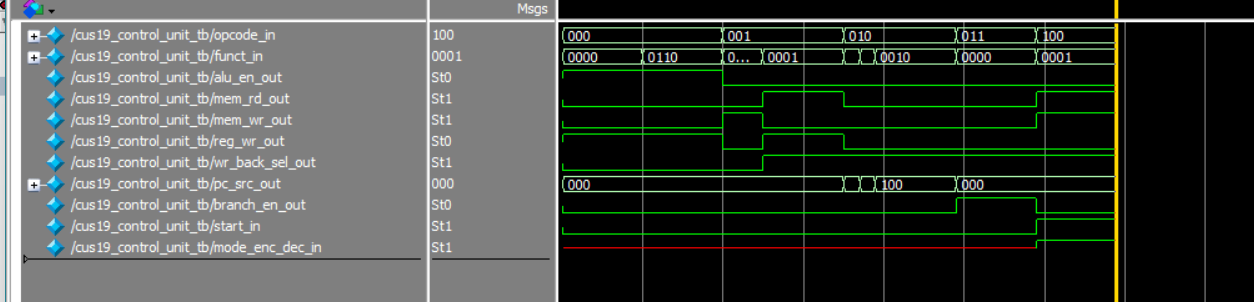 Msgs
/cus19_control_unit_tb/opcode_in 100 000 001 010 011 100
/cus19_control_unit_tb/funct_in 0001 0000 0110 0... 0001 0010 0000 0001
/cus19_control_unit_tb/alu_en_out St0
/cus19_control_unit_tb/mem_rd_out St1
/cus19_control_unit_tb/mem_wr_out St1
/cus19_control_unit_tb/reg_wr_out St0
/cus19_control_unit_tb/wr_back_sel_out St1
/cus19_control_unit_tb/pc_src_out 000 000 100 000
/cus19_control_unit_tb/branch_en_out St0
/cus19_control_unit_tb/start_in St1
/cus19_control_unit_tb/mode_enc_dec_in St1